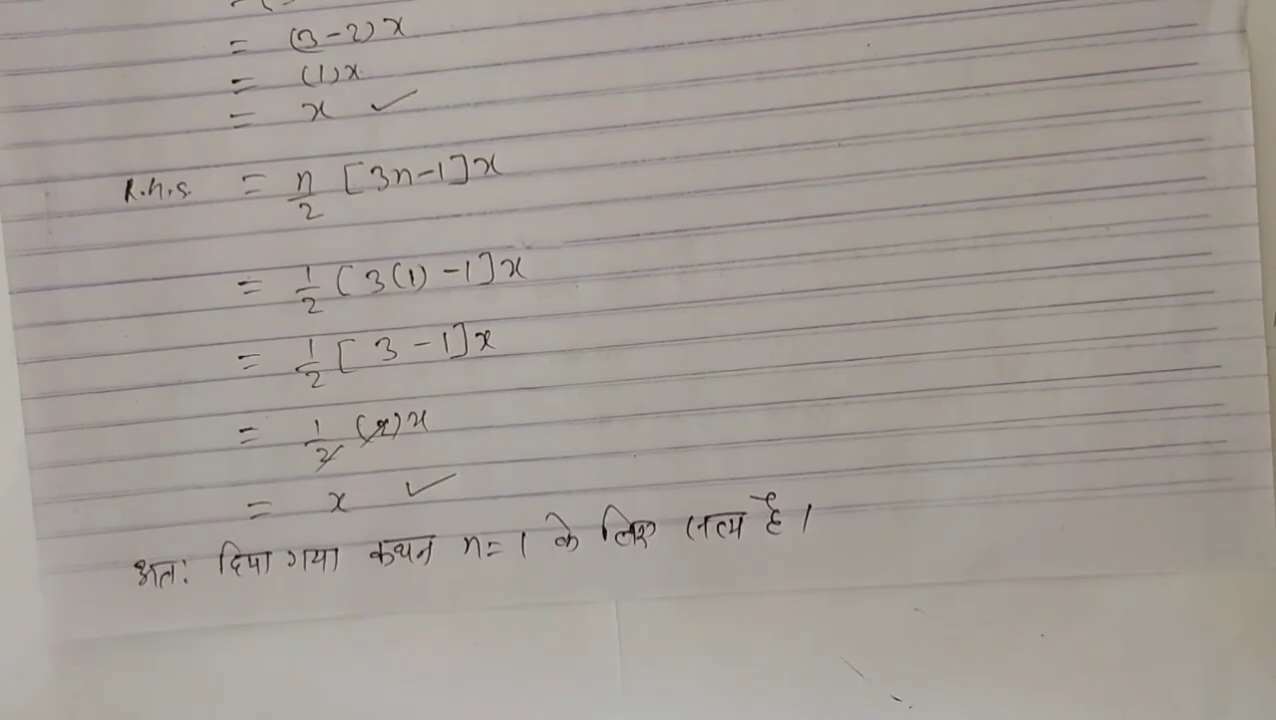 = (3-2)x
= (1)x
= x ✓
R.h.s. = n/2 [3n-1]x
= 1/2 (3(1)-1]x
= 1/2 [3-1]x
= 1/2 (2)x
= x ✓
अतः दिया गया कथन n=1 के लिए सत्य है।